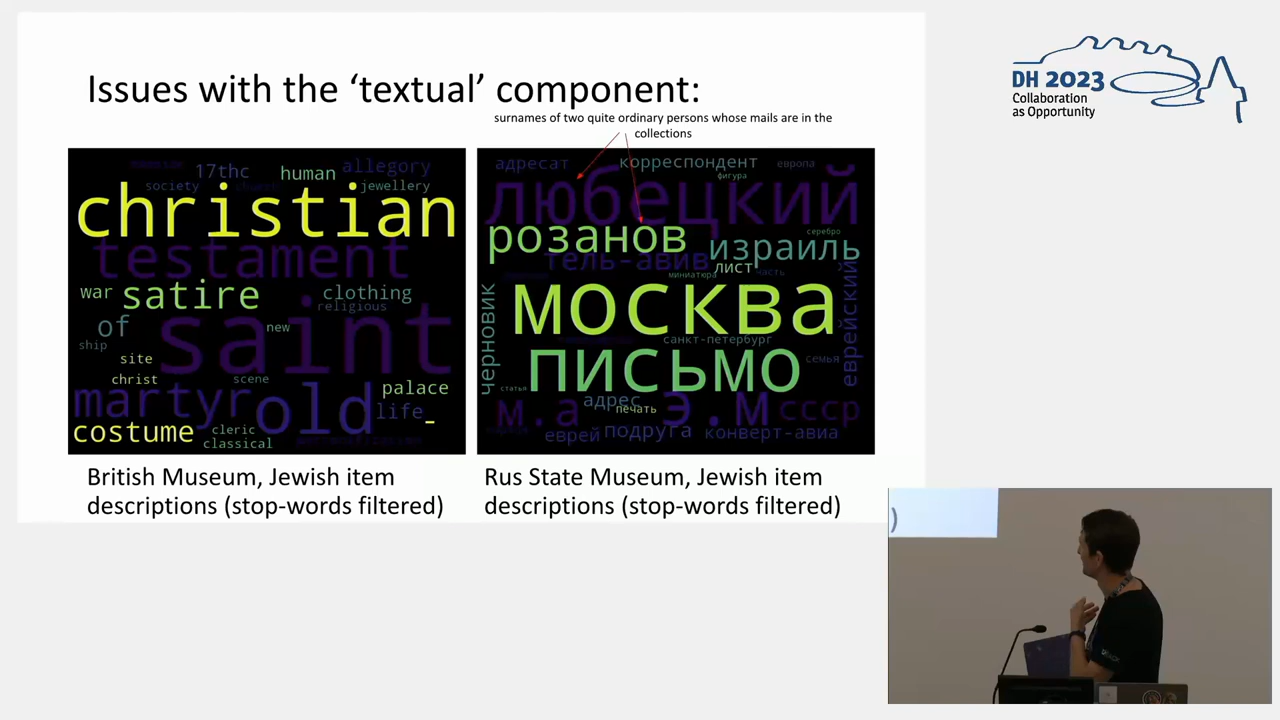 Issues with the ‘textual’ component:
surnames of two quite ordinary persons whose mails are in the
collections
17thc
human
allegory
society
jewellery
christian
testament
war
satire
clothing
religious
of
saint
new
ship
site
christ
scene
martyr
old
palace
life
-
costume
cleric
classical
адресат
корреспондент
европа
фигура
любецкий
розанов
израиль
серебро
тель-авив
лист
часть
миниатюра
черновик
москва
еврейский
санкт-петербург
письмо
семья
статья
м.а
адрес
печать
э.м
ссср
еврей
подруга
конверт-авиа
British Museum, Jewish item
descriptions (stop-words filtered)
Rus State Museum, Jewish item
descriptions (stop-words filtered)
DH 2023
Collaboration
as Opportunity
)